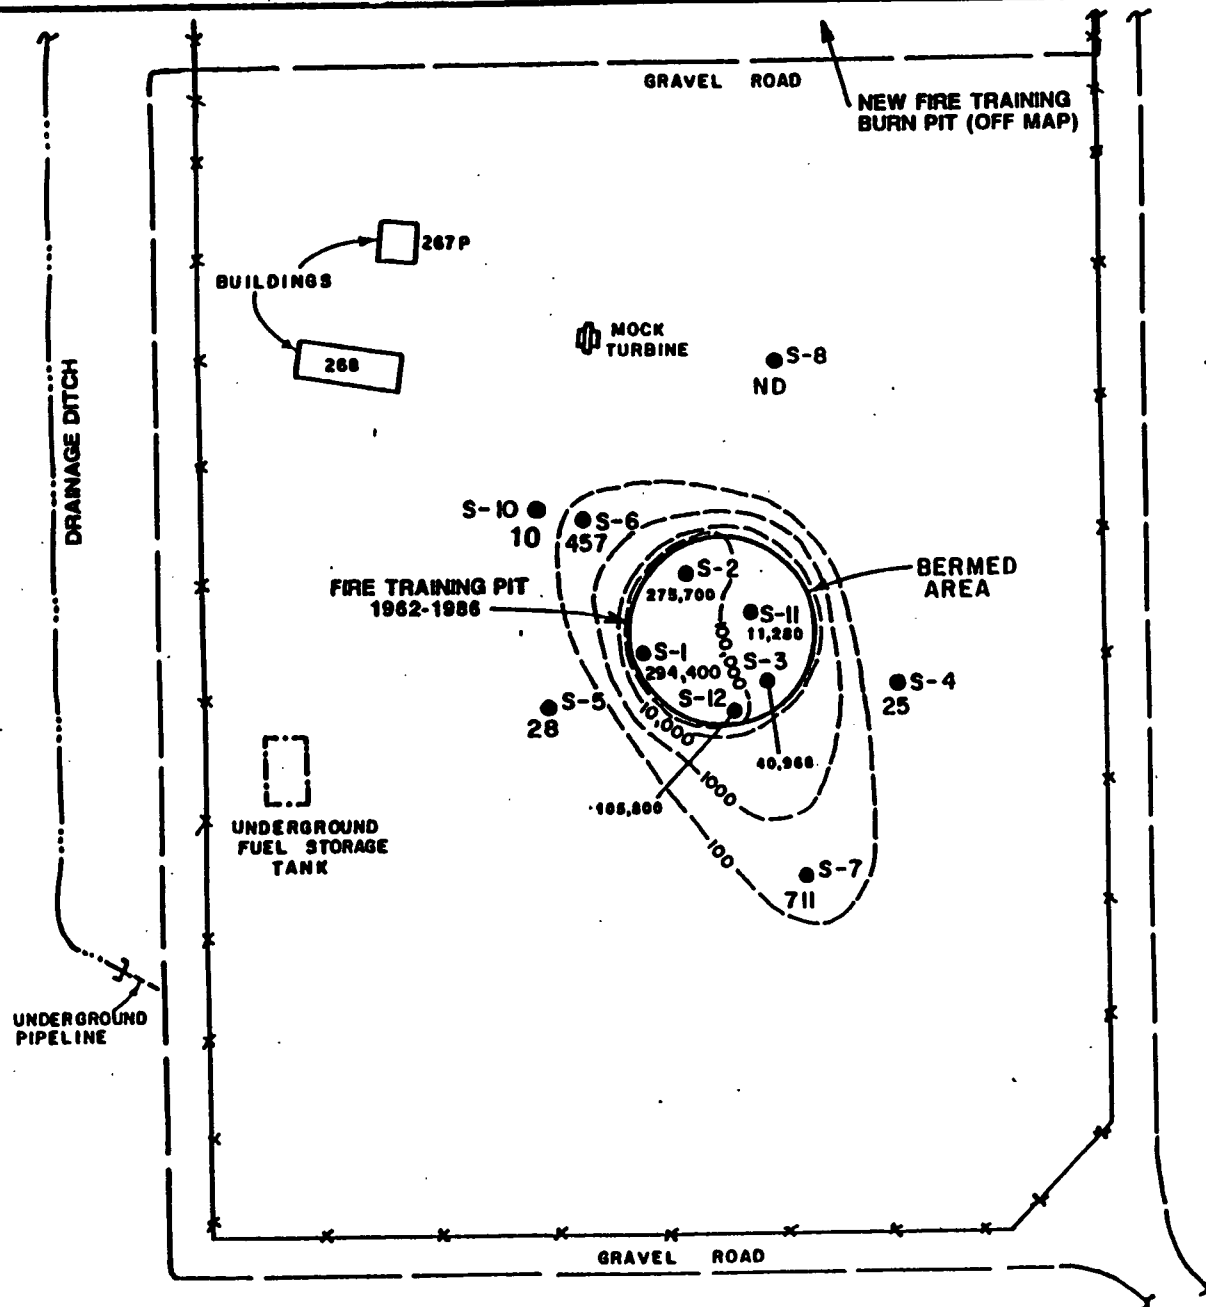 GRAVEL ROAD
NEW FIRE TRAINING
BURN PIT (OFF MAP)
267P
BUILDINGS
268
MOCK
TURBINE
S-8
ND
DRAINAGE DITCH
S-10
10
S-6
457
FIRE TRAINING PIT
1962-1986
BERMED
AREA
S-2
275,700
S-11
11,280
S-1
294,400
S-3
S-12
S-4
25
S-5
28
10,000
40,968
1000
105,800
100
UNDERGROUND
FUEL STORAGE
TANK
S-7
711
UNDERGROUND
PIPELINE
GRAVEL ROAD